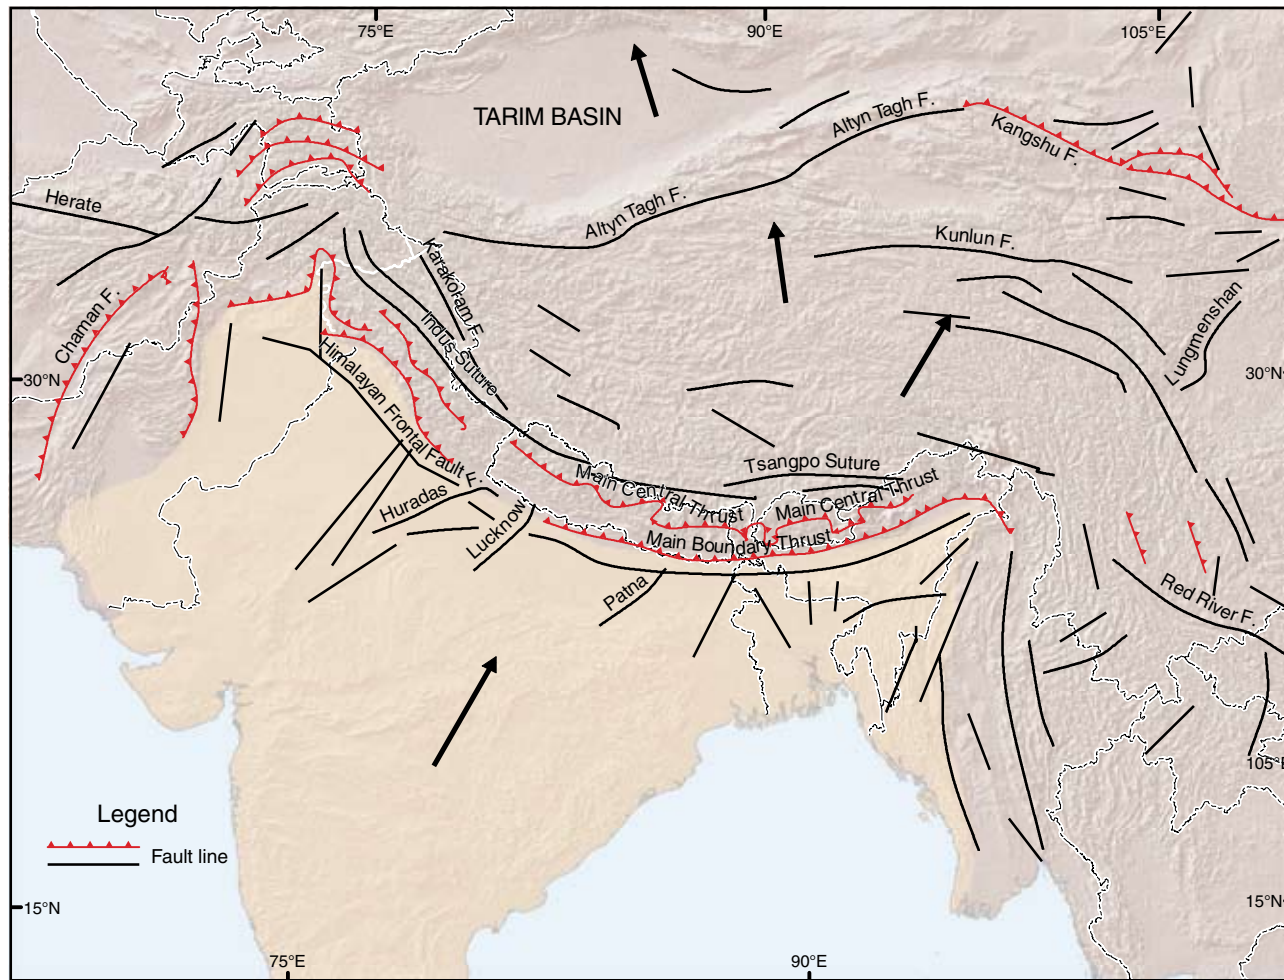 75°E
90°E
105°E
TARIM BASIN
Altyn Tagh F.
Kangshu F.
Herate
Altyn Tagh F.
Kunlun F.
Karakoram F.
Chaman F.
Indus Suture
Lungmenshan
30°N
30°N
Himalayan Frontal Fault F.
Tsangpo Suture
Main Central Thrust
Main Central Thrust
Huradas
Lucknow
Main Boundary Thrust
Patna
Red River F.
105°E
Legend
Fault line
15°N
15°N
75°E
90°E